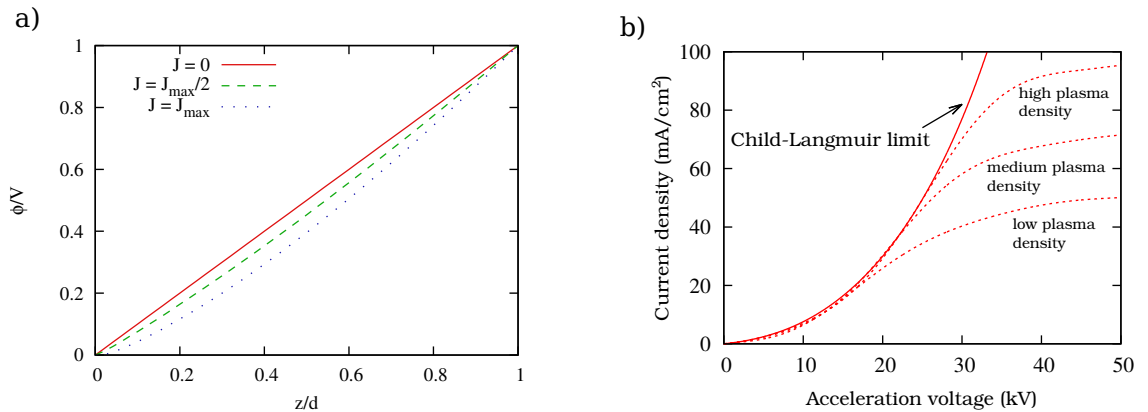 a)
J = 0
J = J_max/2
J = J_max
1
0.8
0.6
0.4
0.2
0
ϕ/V
0
0.2
0.4
0.6
0.8
1
z/d
b)
100
80
60
40
20
0
Current density (mA/cm²)
Child-Langmuir limit
high plasma
density
medium plasma
density
low plasma
density
0
10
20
30
40
50
Acceleration voltage (kV)